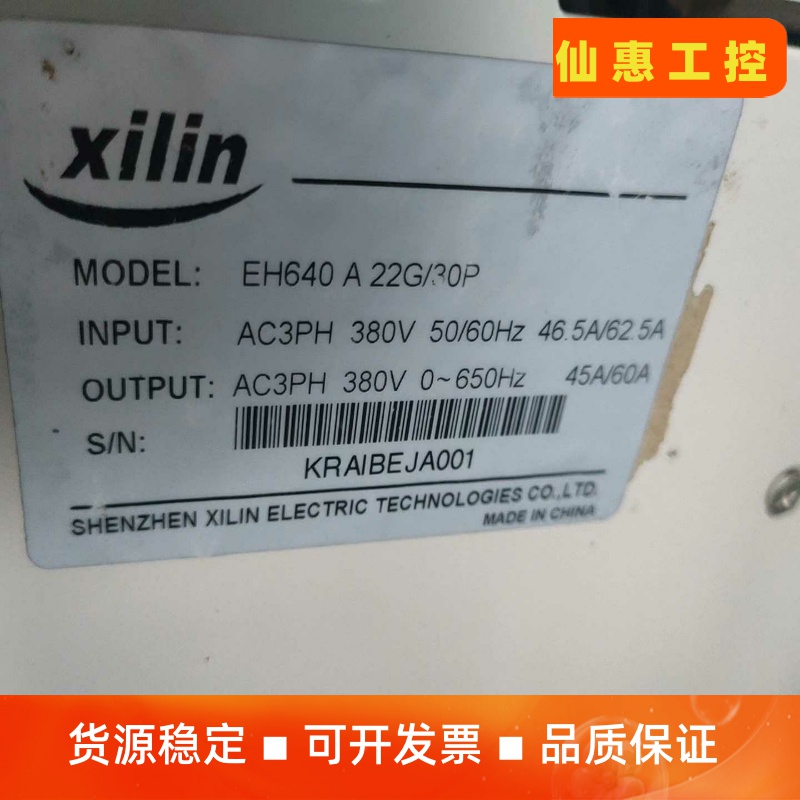 仙惠工控
xilin
MODEL: EH640 A 22G/30P
INPUT: AC3PH 380V 50/60Hz 46.5A/62.5A
OUTPUT: AC3PH 380V 0~650Hz 45A/60A
S/N:
KRAIBEJA001
SHENZHEN XILIN ELECTRIC TECHNOLOGIES CO.,LTD.
MADE IN CHINA
货源稳定 ■ 可开发票 ■ 品质保证